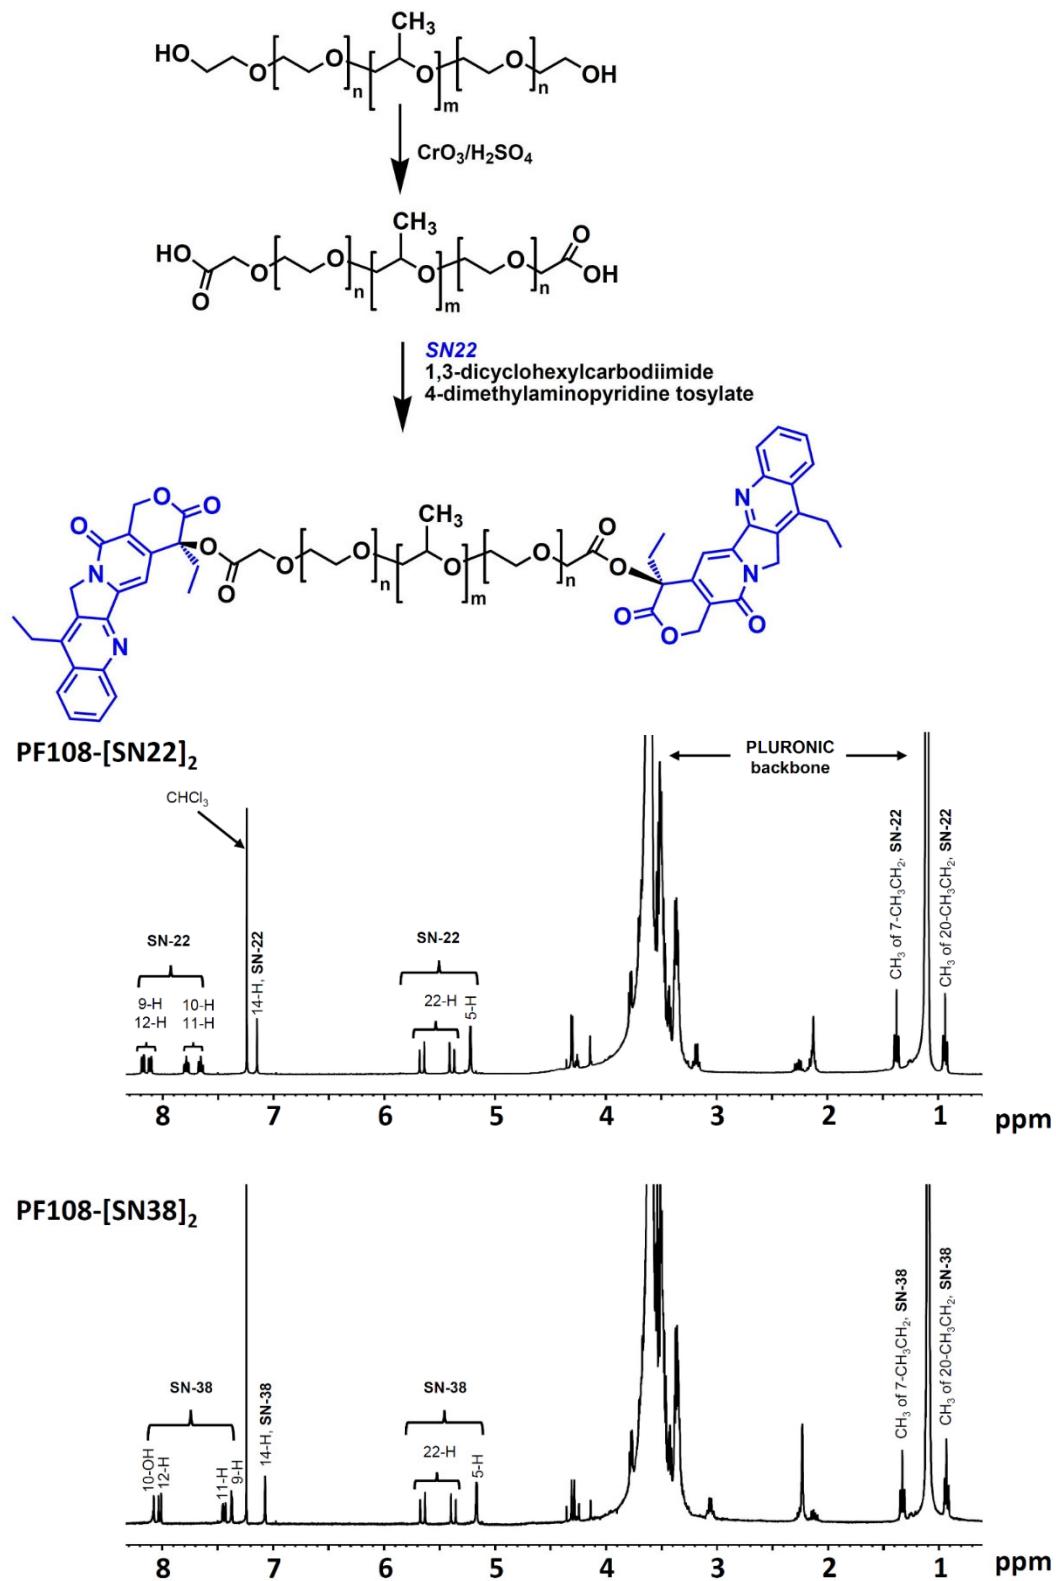 CH₃
HO O [ O ]n [ O ]m [ O ]n OH
CrO₃/H₂SO₄
CH₃ O
HO O O [ O ]n [ O ]m [ O ]n OH
SN22
1,3-dicyclohexylcarbodiimide
4-dimethylaminopyridine tosylate
O O O O N N O O O [ O ]n CH₃ [ O ]m [ O ]n O O O O O N N
PF108-[SN22]₂
PLURONIC
backbone
CHCl₃
SN-22
9-H 10-H
12-H 11-H
14-H, SN-22
SN-22
22-H
5-H
CH₃ of 7-CH₃CH₂, SN-22
CH₃ of 20-CH₃CH₂, SN-22
8 7 6 5 4 3 2 1 ppm
PF108-[SN38]₂
SN-38
10-OH
12-H
11-H
9-H
14-H, SN-38
SN-38
22-H
5-H
CH₃ of 7-CH₃CH₂, SN-38
CH₃ of 20-CH₃CH₂, SN-38
8 7 6 5 4 3 2 1 ppm